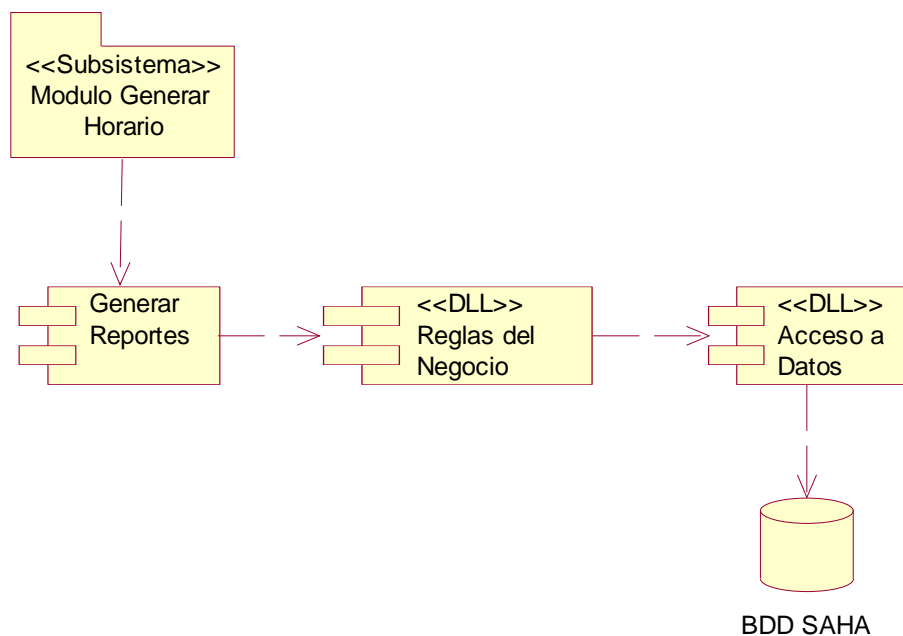 <<Subsistema>>
Modulo Generar
Horario
Generar
Reportes
<<DLL>>
Reglas del
Negocio
<<DLL>>
Acceso a
Datos
BDD SAHA